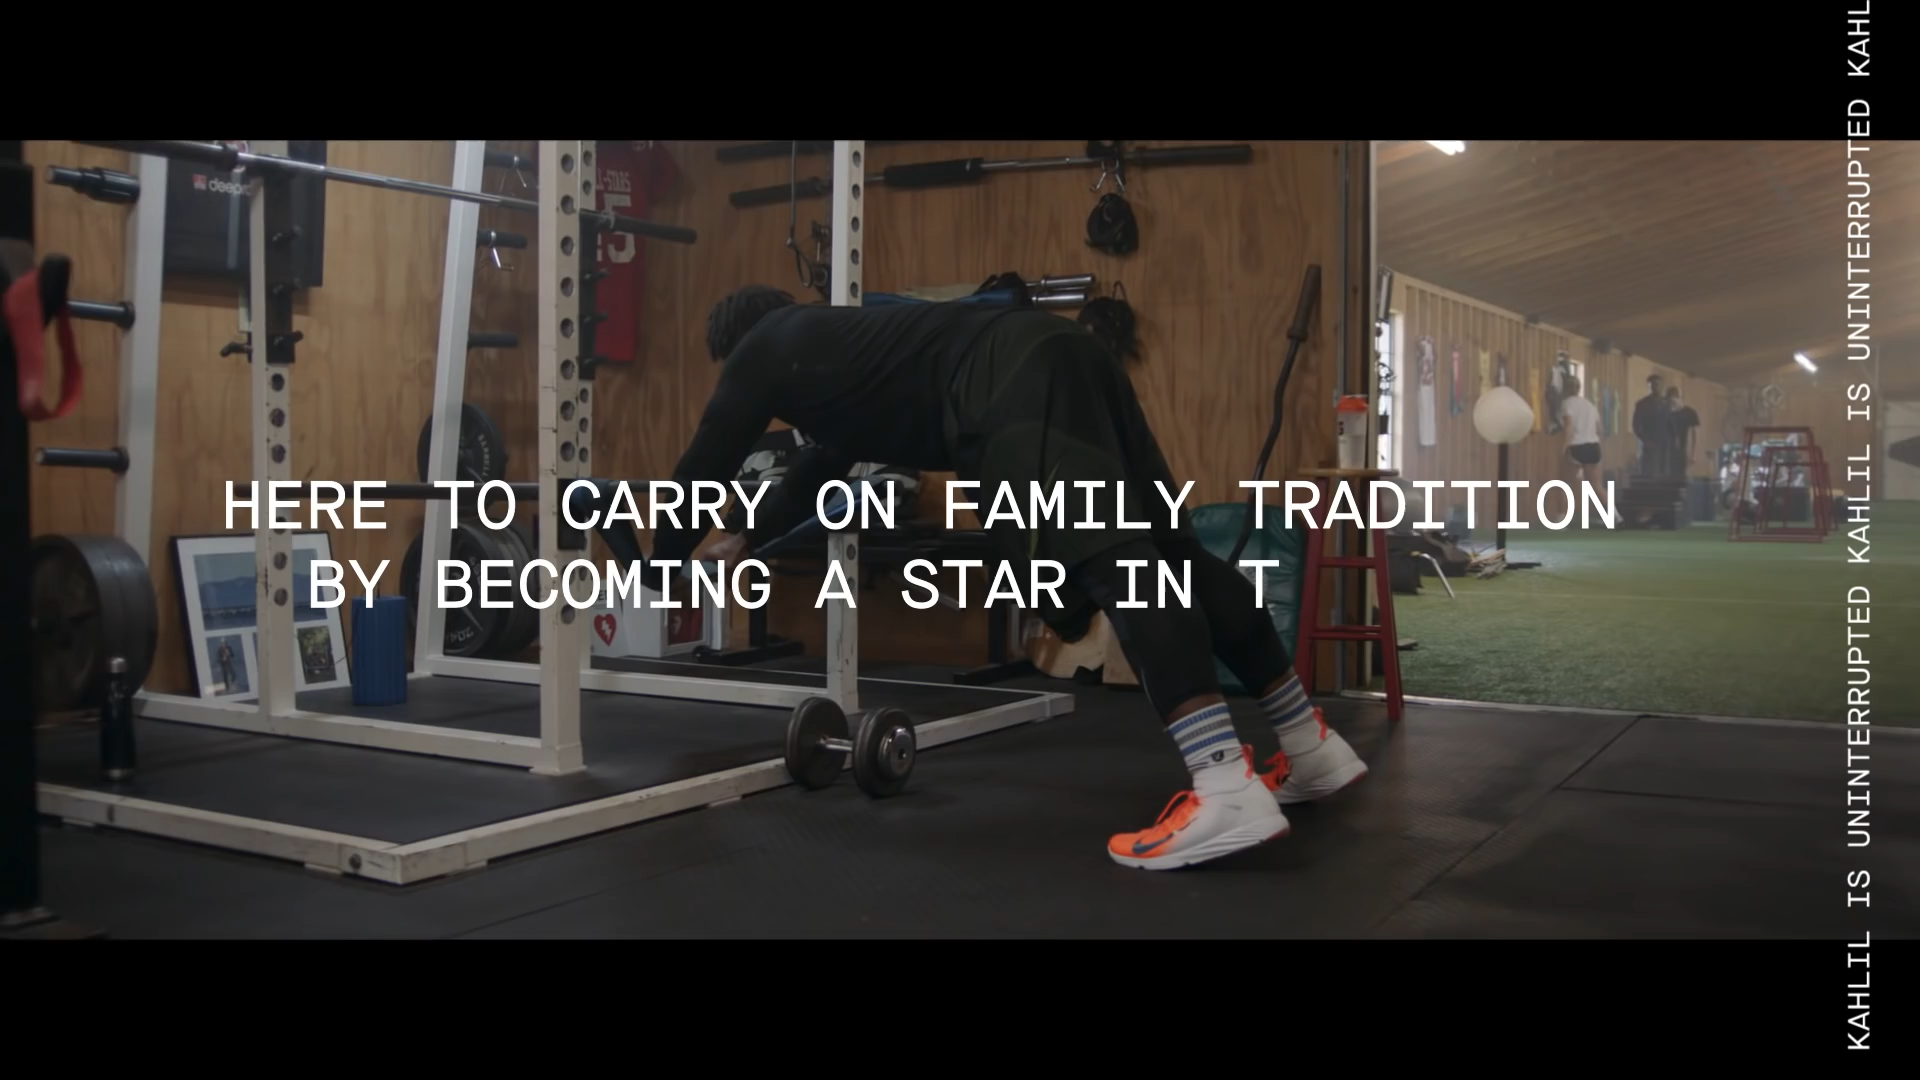 HERE TO CARRY ON FAMILY TRADITION
BY BECOMING A STAR IN T
KAHLIL IS UNINTERRUPTED KAHLIL IS UNINTERRUPTED KAHL